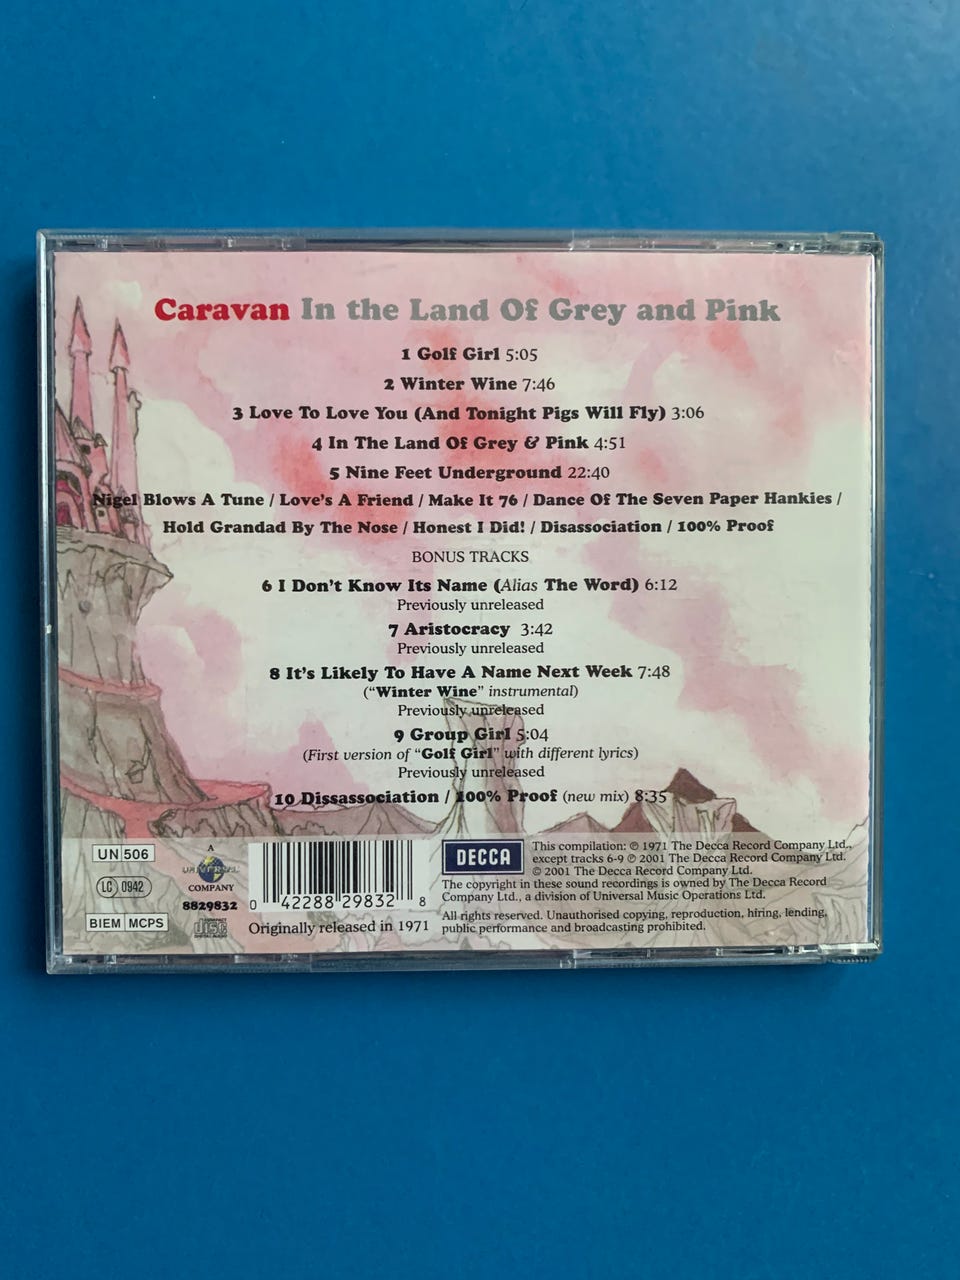 Caravan In the Land Of Grey and Pink
1 Golf Girl 5:05
2 Winter Wine 7:46
3 Love To Love You (And Tonight Pigs Will Fly) 3:06
4 In The Land Of Grey & Pink 4:51
5 Nine Feet Underground 22:40
Nigel Blows A Tune / Love's A Friend / Make It 76 / Dance Of The Seven Paper Hankies /
Hold Grandad By The Nose / Honest I Did! / Disassociation / 100% Proof
BONUS TRACKS
6 I Don't Know Its Name (Alias The Word) 6:12
Previously unreleased
7 Aristocracy 3:42
Previously unreleased
8 It's Likely To Have A Name Next Week 7:48
("Winter Wine" instrumental)
Previously unreleased
9 Group Girl 5:04
(First version of "Golf Girl" with different lyrics)
Previously unreleased
10 Dissassociation / 100% Proof (new mix) 8:35
UN 506
LC 0942
BIEM MCPS
A
UNIVERSAL
COMPANY
8829832
COMPACT
disc
DIGITAL AUDIO
0 42288 29832 8
Originally released in 1971
DECCA
This compilation: ℗ 1971 The Decca Record Company Ltd.,
except tracks 6-9 ℗ 2001 The Decca Record Company Ltd.
© 2001 The Decca Record Company Ltd.
The copyright in these sound recordings is owned by The Decca Record
Company Ltd., a division of Universal Music Operations Ltd.
All rights reserved. Unauthorised copying, reproduction, hiring, lending,
public performance and broadcasting prohibited.